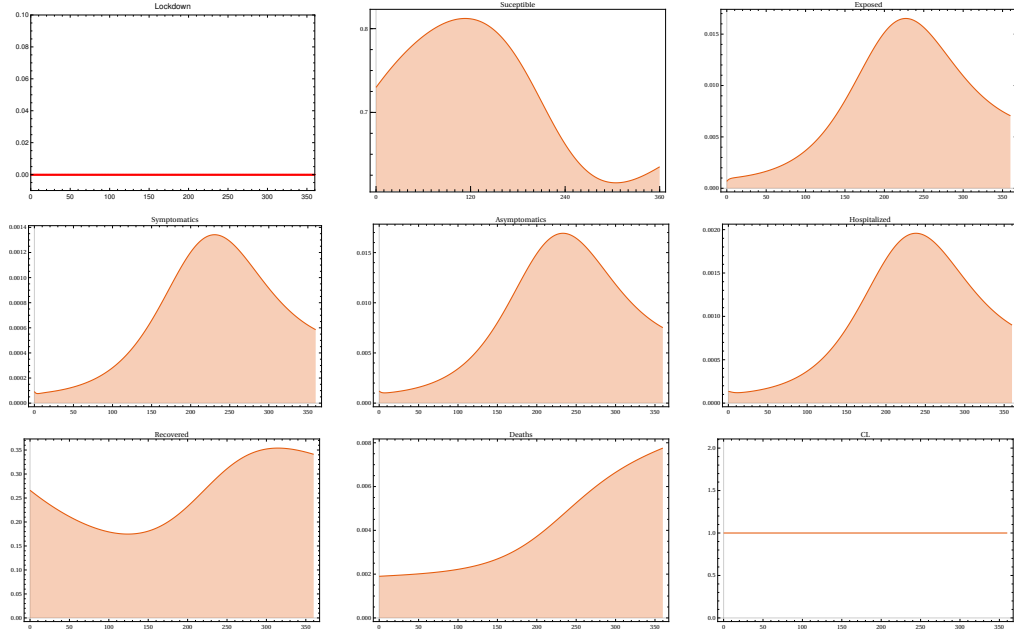 Lockdown
0.10
0.08
0.06
0.04
0.02
0.00
0 50 100 150 200 250 300 350
Suceptible
0.8
0.7
0 120 240 360
Exposed
0.015
0.010
0.005
0.000
0 50 100 150 200 250 300 350
Symptomatics
0.0014
0.0012
0.0010
0.0008
0.0006
0.0004
0.0002
0.0000
0 50 100 150 200 250 300 350
Asymptomatics
0.015
0.010
0.005
0.000
0 50 100 150 200 250 300 350
Hospitalized
0.0020
0.0015
0.0010
0.0005
0.0000
0 50 100 150 200 250 300 350
Recovered
0.35
0.30
0.25
0.20
0.15
0.10
0.05
0.00
0 50 100 150 200 250 300 350
Deaths
0.008
0.006
0.004
0.002
0.000
0 50 100 150 200 250 300 350
CL
2.0
1.5
1.0
0.5
0.0
0 50 100 150 200 250 300 350